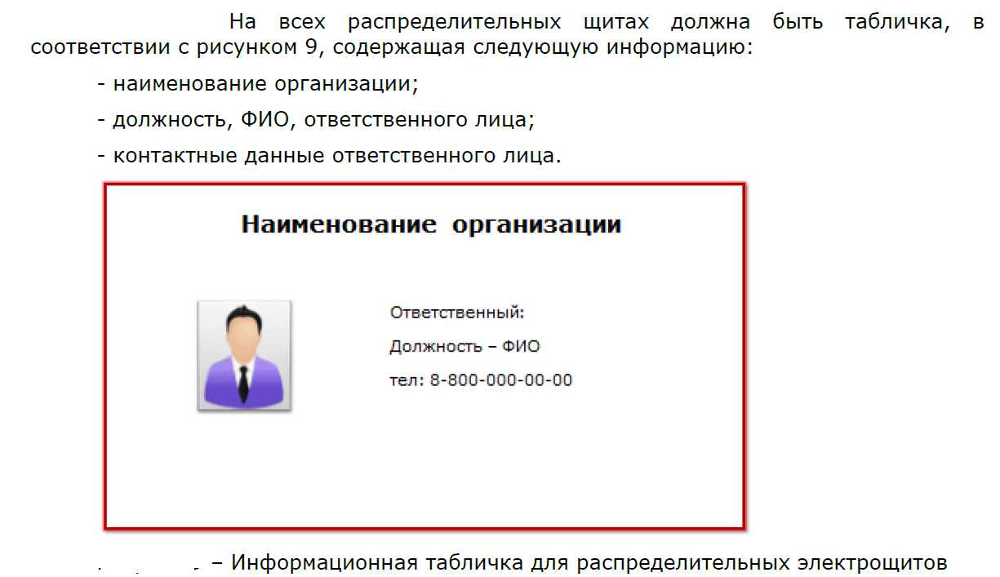 На всех распределительных щитах должна быть табличка, в
соответствии с рисунком 9, содержащая следующую информацию:
- наименование организации;
- должность, ФИО, ответственного лица;
- контактные данные ответственного лица.
Наименование организации
Ответственный:
Должность – ФИО
тел: 8-800-000-00-00
– Информационная табличка для распределительных электрощитов